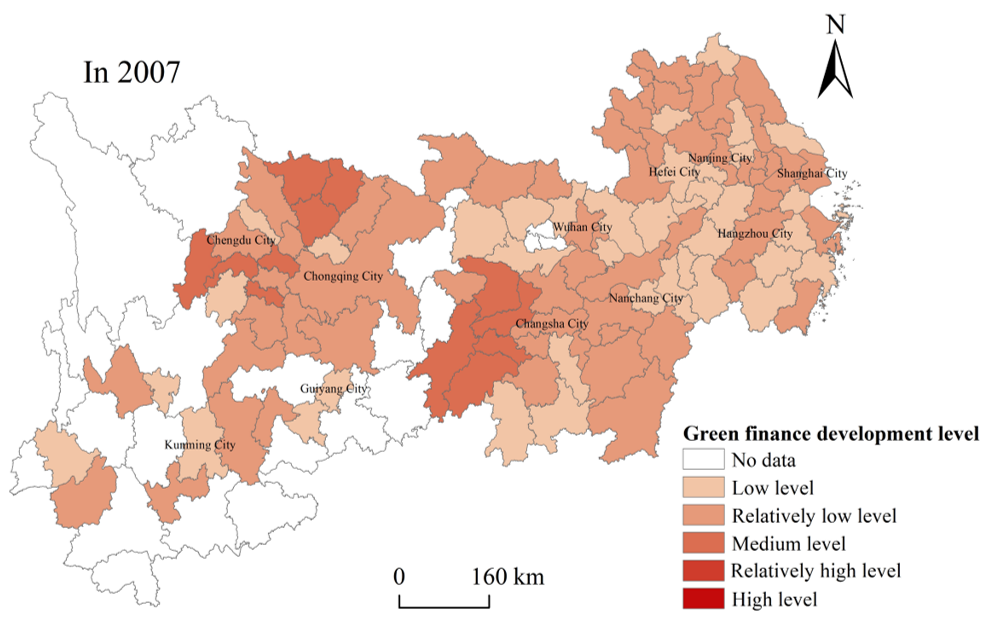 N
In 2007
Nanjing City
Hefei City
Shanghai City
Wuhan City
Hangzhou City
Chengdu City
Chongqing City
Nanchang City
Changsha City
Guiyang City
Kunming City
Green finance development level
No data
Low level
Relatively low level
Medium level
Relatively high level
High level
0 160 km